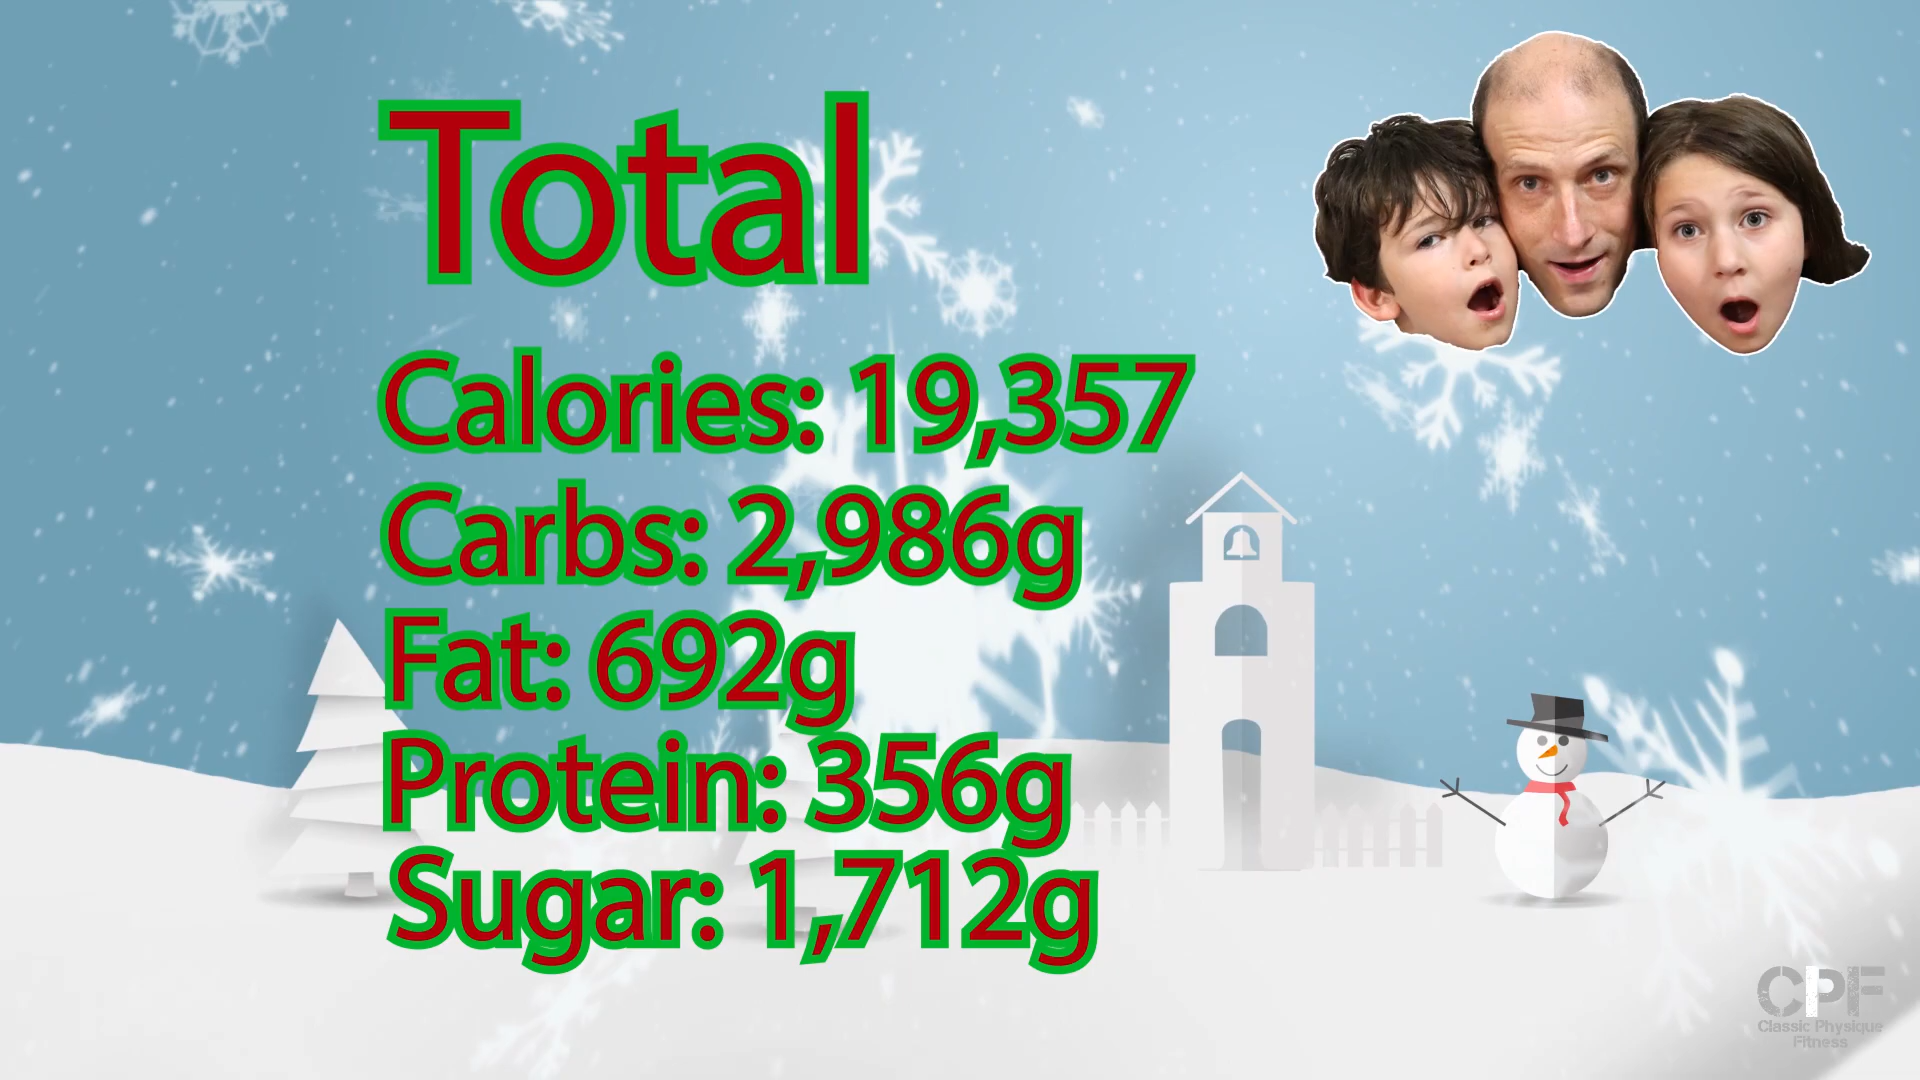 Total
Calories: 19,357
Carbs: 2,986g
Fat: 692g
Protein: 356g
Sugar: 1,712g
CPF
Classic Physique
Fitness